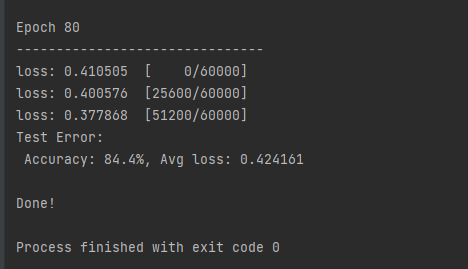 Epoch 80
-------------------------------
loss: 0.410505  [    0/60000]
loss: 0.400576  [25600/60000]
loss: 0.377868  [51200/60000]
Test Error:
 Accuracy: 84.4%, Avg loss: 0.424161
Done!
Process finished with exit code 0